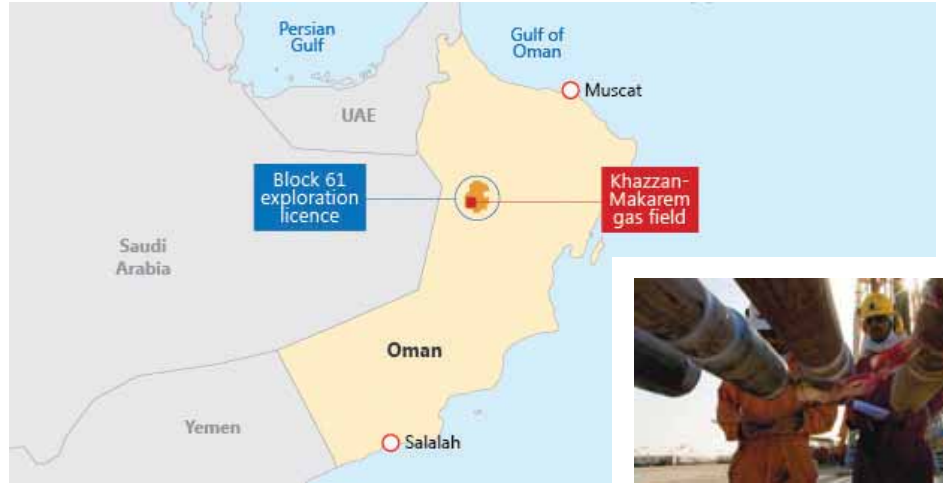 Persian
Gulf
Gulf of
Oman
Muscat
UAE
Block 61
exploration
licence
Khazzan-
Makarem
gas field
Saudi
Arabia
Oman
Yemen
Salalah